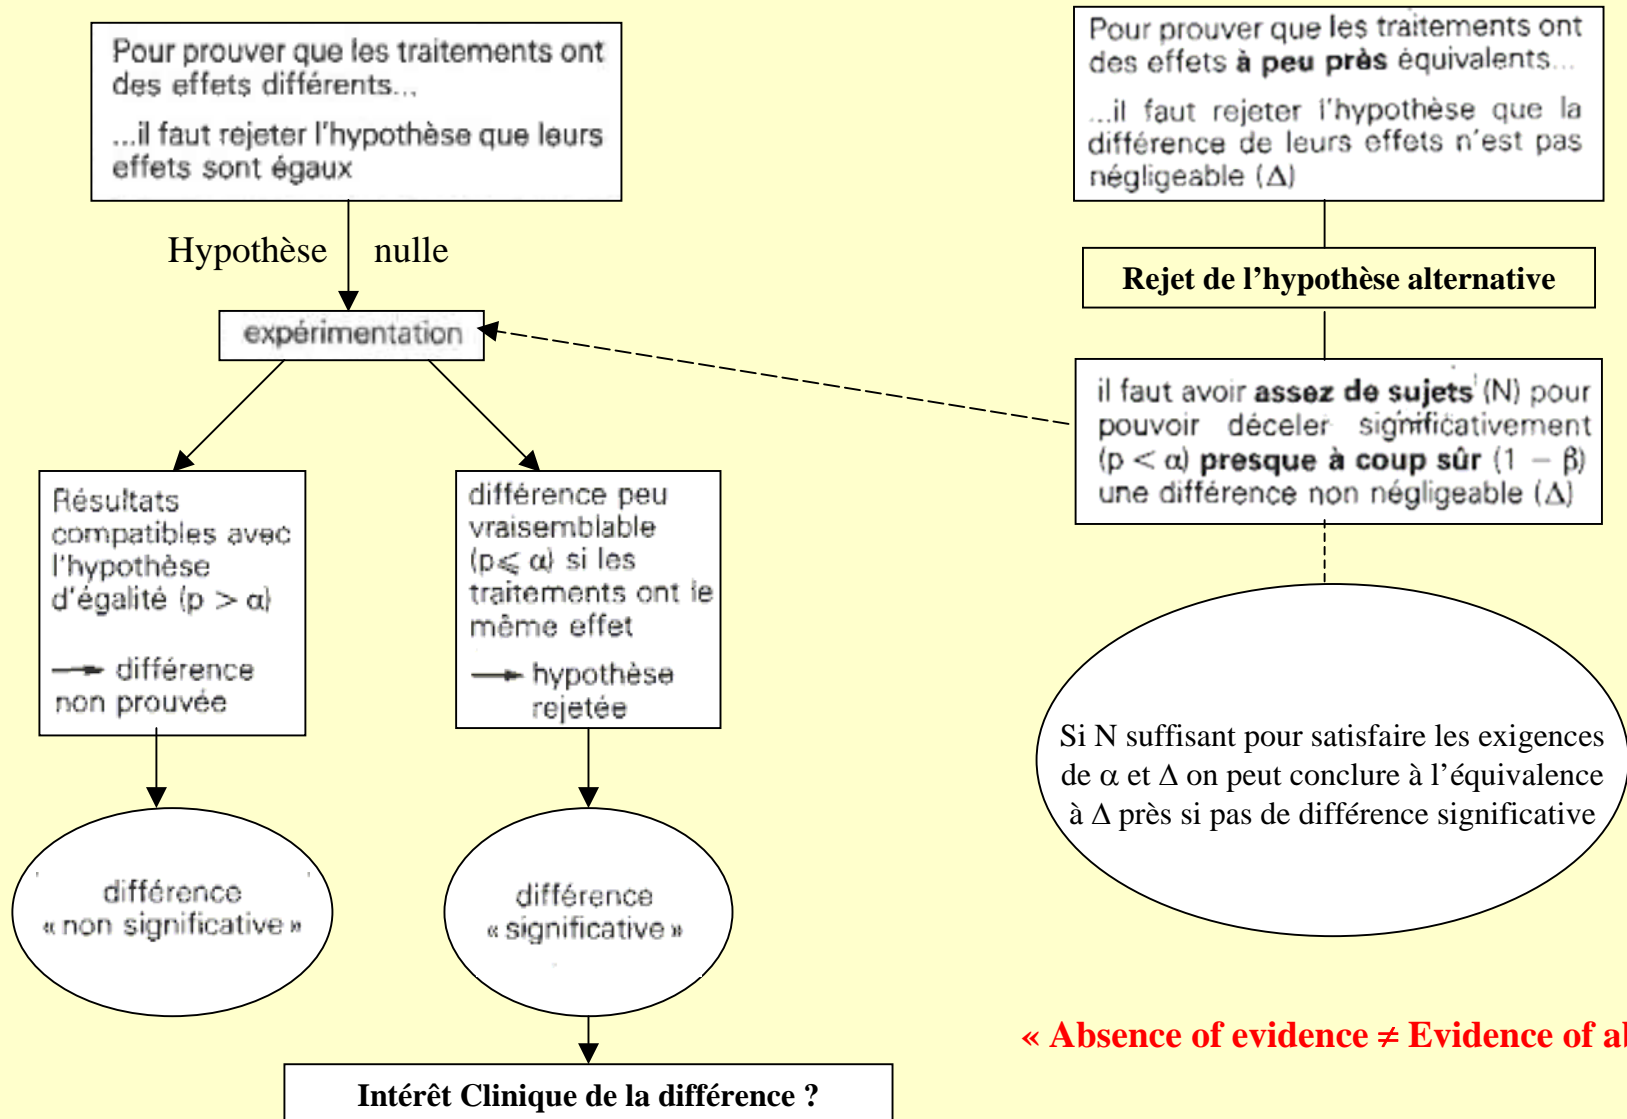 Pour prouver que les traitements ont
des effets différents...
...il faut rejeter l'hypothèse que leurs
effets sont égaux
Hypothèse nulle
expérimentation
Résultats
compatibles avec
l'hypothèse
d'égalité (p > α)
→ différence
non prouvée
différence peu
vraisemblable
(p ⩽ α) si les
traitements ont le
même effet
→ hypothèse
rejetée
différence
« non significative »
différence
« significative »
Intérêt Clinique de la différence ?
Pour prouver que les traitements ont
des effets à peu près équivalents...
...il faut rejeter l'hypothèse que la
différence de leurs effets n'est pas
négligeable (Δ)
Rejet de l’hypothèse alternative
il faut avoir assez de sujets (N) pour
pouvoir déceler significativement
(p < α) presque à coup sûr (1 − β)
une différence non négligeable (Δ)
Si N suffisant pour satisfaire les exigences
de α et Δ on peut conclure à l’équivalence
à Δ près si pas de différence significative
« Absence of evidence ≠ Evidence of